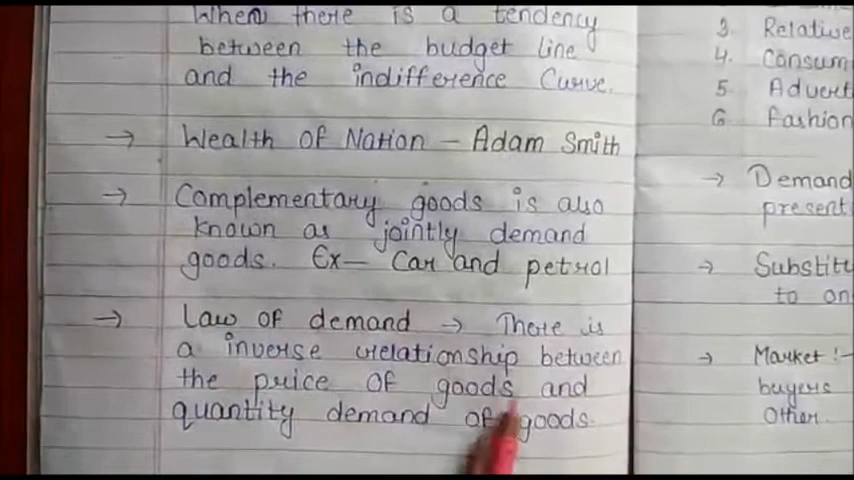 When there is a tendency
between the budget line
and the indifference Curve.
→ Wealth OF Nation - Adam Smith
→ Complementary goods is also
known as jointly demand
goods. Ex- Car and petrol
→ Law OF demand → There is
a inverse relationship between
the price OF goods and
quantity demand of goods.
3. Relative
4. Consum
5 Advert
6 fashion
→ Demand
present
→ Substitu
to on
→ Market :-
buyers
Other.